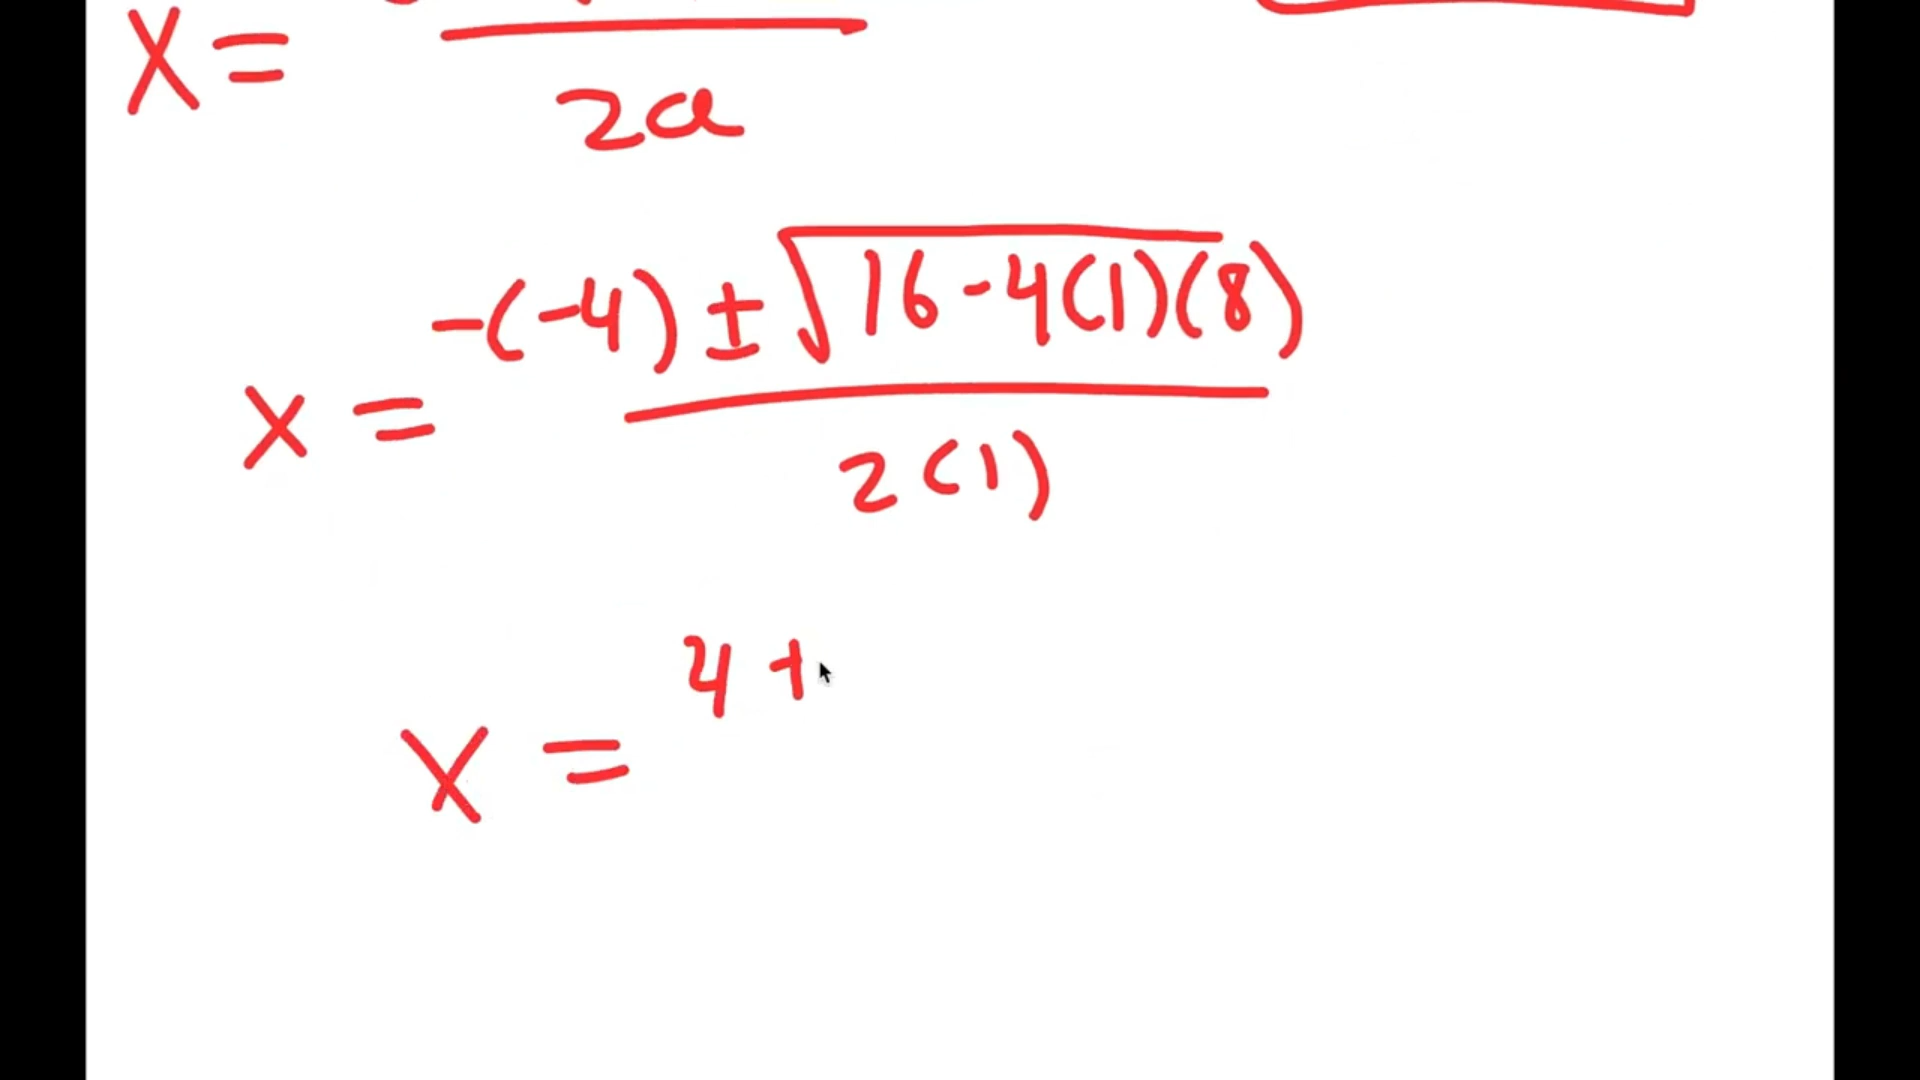 X =
2a
x = -(-4) ± √16-4(1)(8)
2(1)
x = 4 +